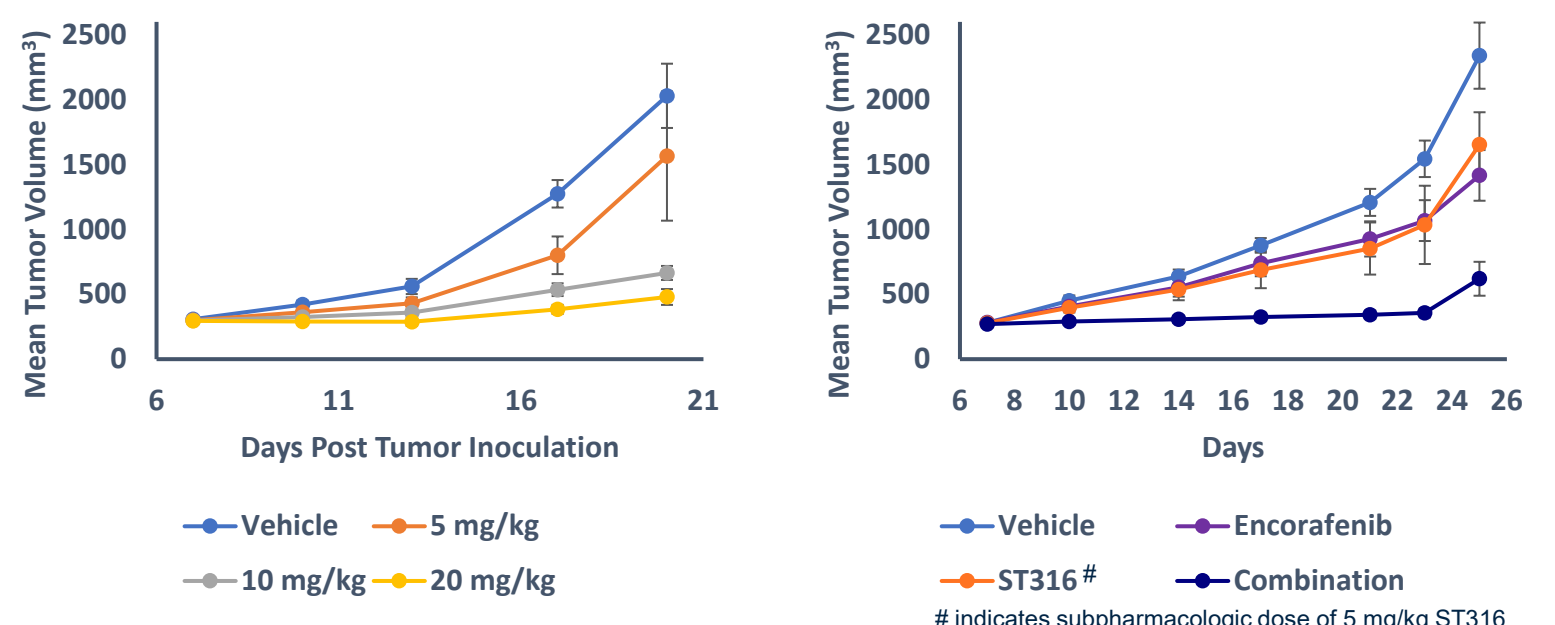 Mean Tumor Volume (mm³)
2500
2000
1500
1000
500
0
6 11 16 21
Days Post Tumor Inoculation
Vehicle 5 mg/kg
10 mg/kg 20 mg/kg
Mean Tumor Volume (mm³)
2500
2000
1500
1000
500
0
6 8 10 12 14 16 18 20 22 24 26
Days
Vehicle Encorafenib
ST316 # Combination
# indicates subpharmacologic dose of 5 mg/kg ST316